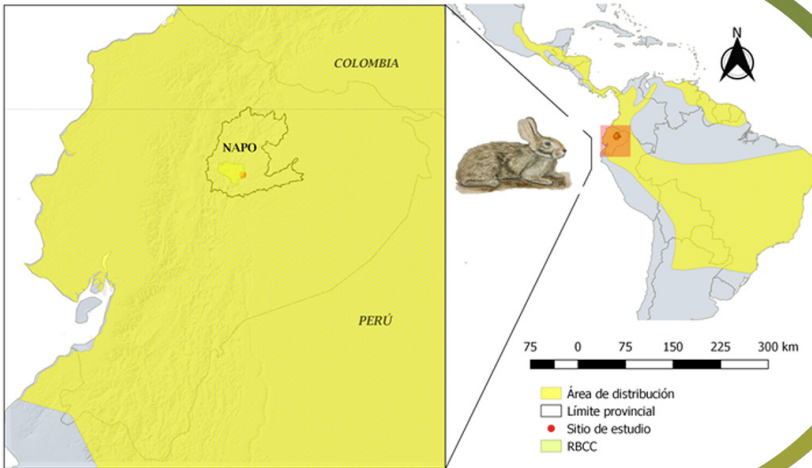 COLOMBIA
NAPO
PERÚ
N
75 0 75 150 225 300 km
Área de distribución
Límite provincial
Sitio de estudio
RBCC